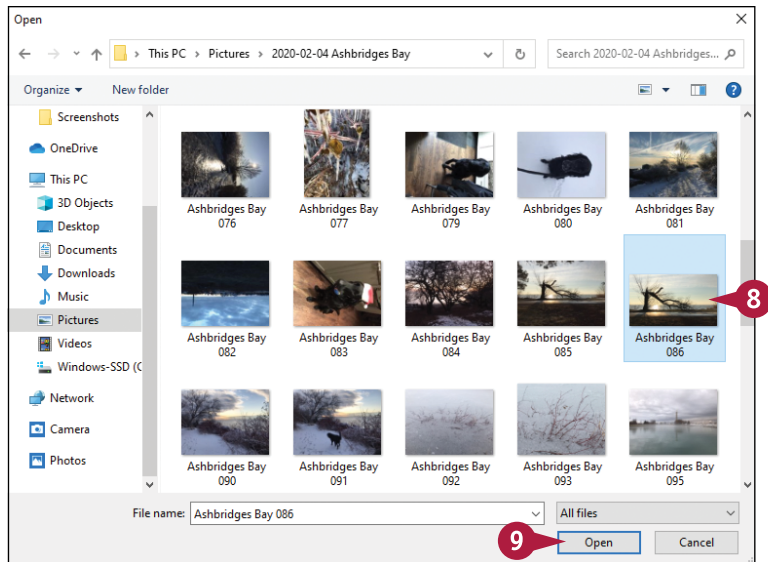 Open
This PC > Pictures > 2020-02-04 Ashbridges Bay
Search 2020-02-04 Ashbridges...
Organize
New folder
Screenshots
OneDrive
This PC
3D Objects
Desktop
Documents
Downloads
Music
Pictures
Videos
Windows-SSD (C
Network
Camera
Photos
Ashbridges Bay
076
Ashbridges Bay
077
Ashbridges Bay
079
Ashbridges Bay
080
Ashbridges Bay
081
Ashbridges Bay
082
Ashbridges Bay
083
Ashbridges Bay
084
Ashbridges Bay
085
Ashbridges Bay
086
8
Ashbridges Bay
090
Ashbridges Bay
091
Ashbridges Bay
092
Ashbridges Bay
093
Ashbridges Bay
095
File name: Ashbridges Bay 086
All files
9
Open
Cancel